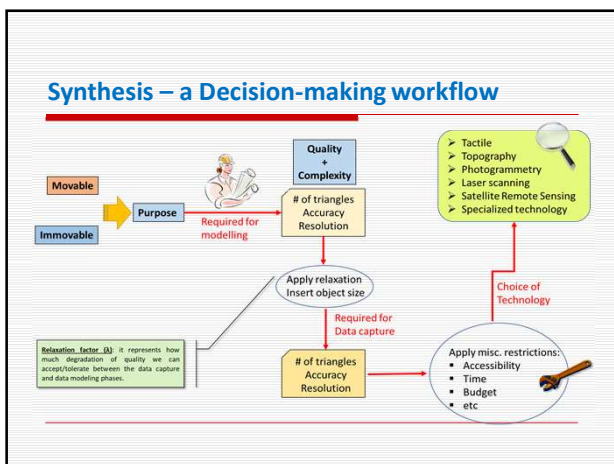 Synthesis – a Decision-making workflow
Movable
Immovable
Purpose
Required for
modelling
Quality
+
Complexity
# of triangles
Accuracy
Resolution
Apply relaxation
Insert object size
Relaxation factor (λ): it represents how
much degradation of quality we can
accept/tolerate between the data capture
and data modeling phases.
Required for
Data capture
# of triangles
Accuracy
Resolution
Apply misc. restrictions:
▪ Accessibility
▪ Time
▪ Budget
▪ etc
Choice of
Technology
➢ Tactile
➢ Topography
➢ Photogrammetry
➢ Laser scanning
➢ Satellite Remote Sensing
➢ Specialized technology